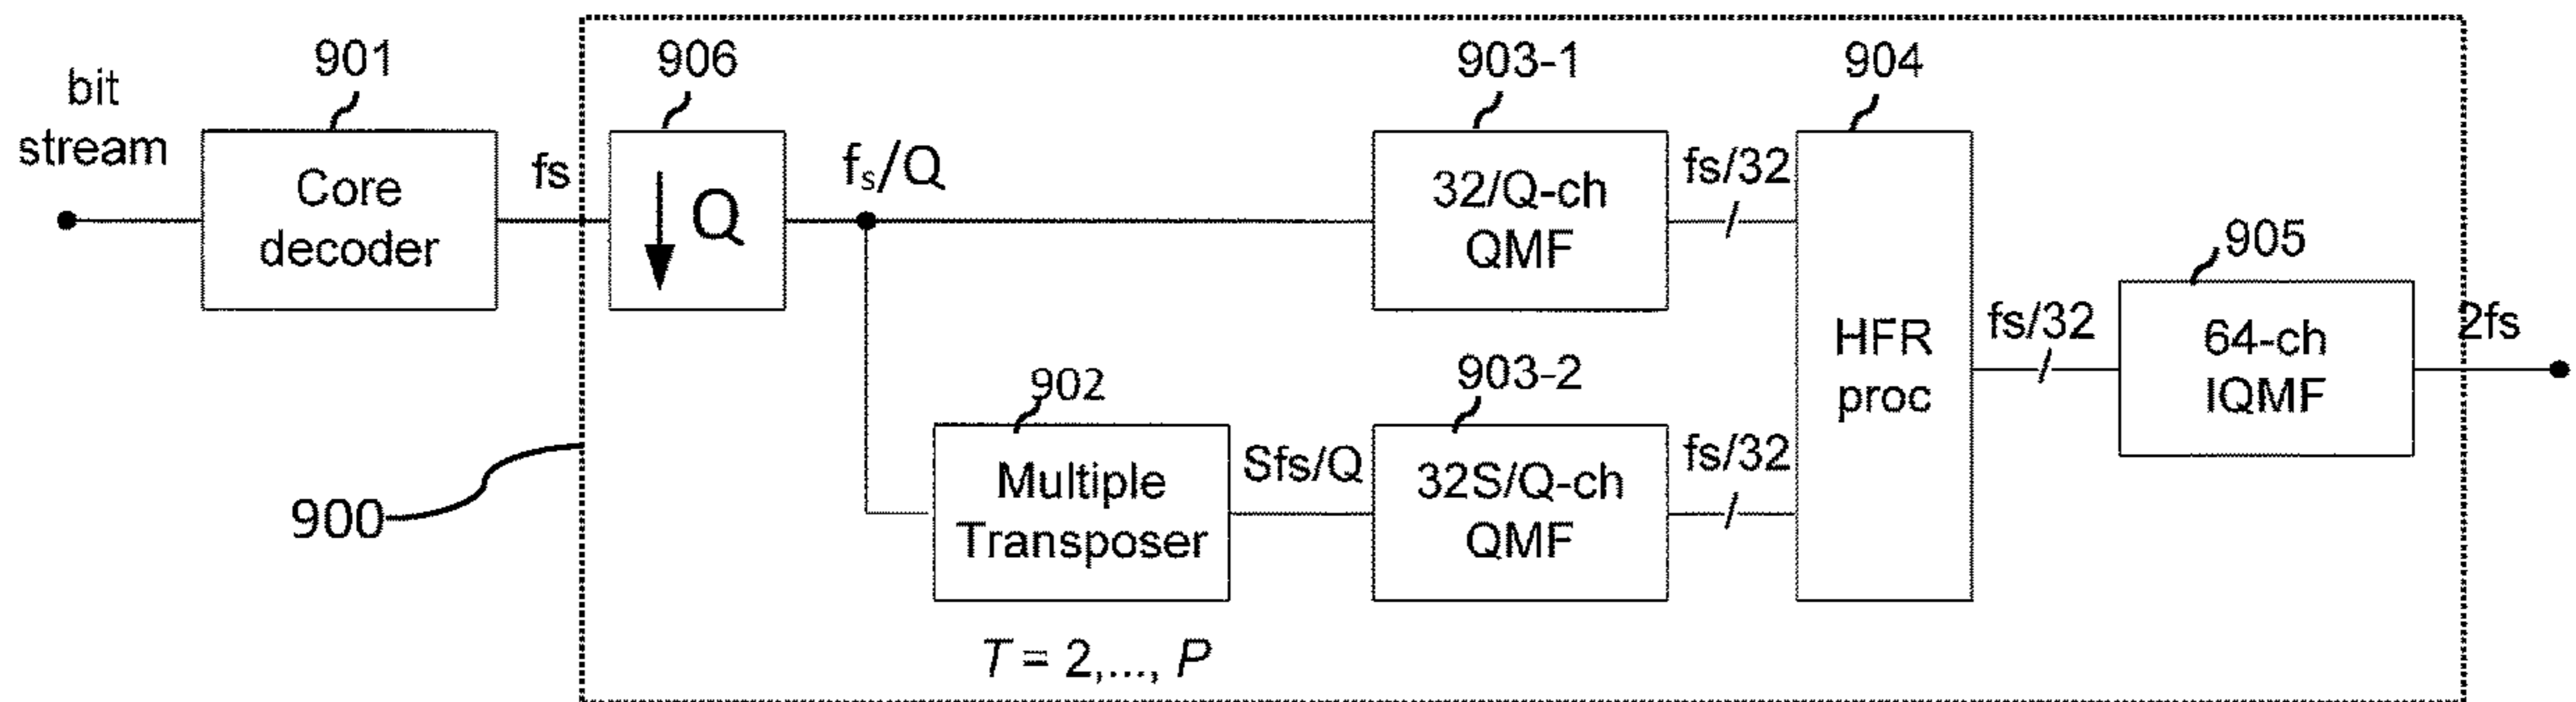 bit
stream
901
Core
decoder
fs
906
Q
fs/Q
903-1
32/Q-ch
QMF
fs/32
904
HFR
proc
902
Multiple
Transposer
T = 2,..., P
Sfs/Q
903-2
32S/Q-ch
QMF
fs/32
fs/32
905
64-ch
IQMF
2fs
900